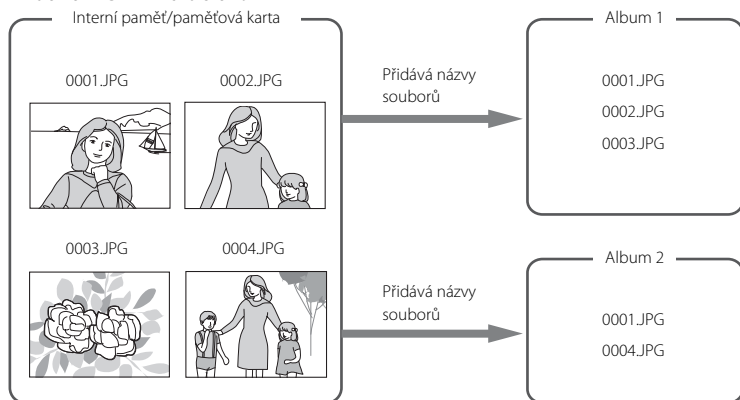 Interní paměť/paměťová karta
0001.JPG
0002.JPG
0003.JPG
0004.JPG
Přidává názvy
souborů
Album 1
0001.JPG
0002.JPG
0003.JPG
Přidává názvy
souborů
Album 2
0001.JPG
0004.JPG